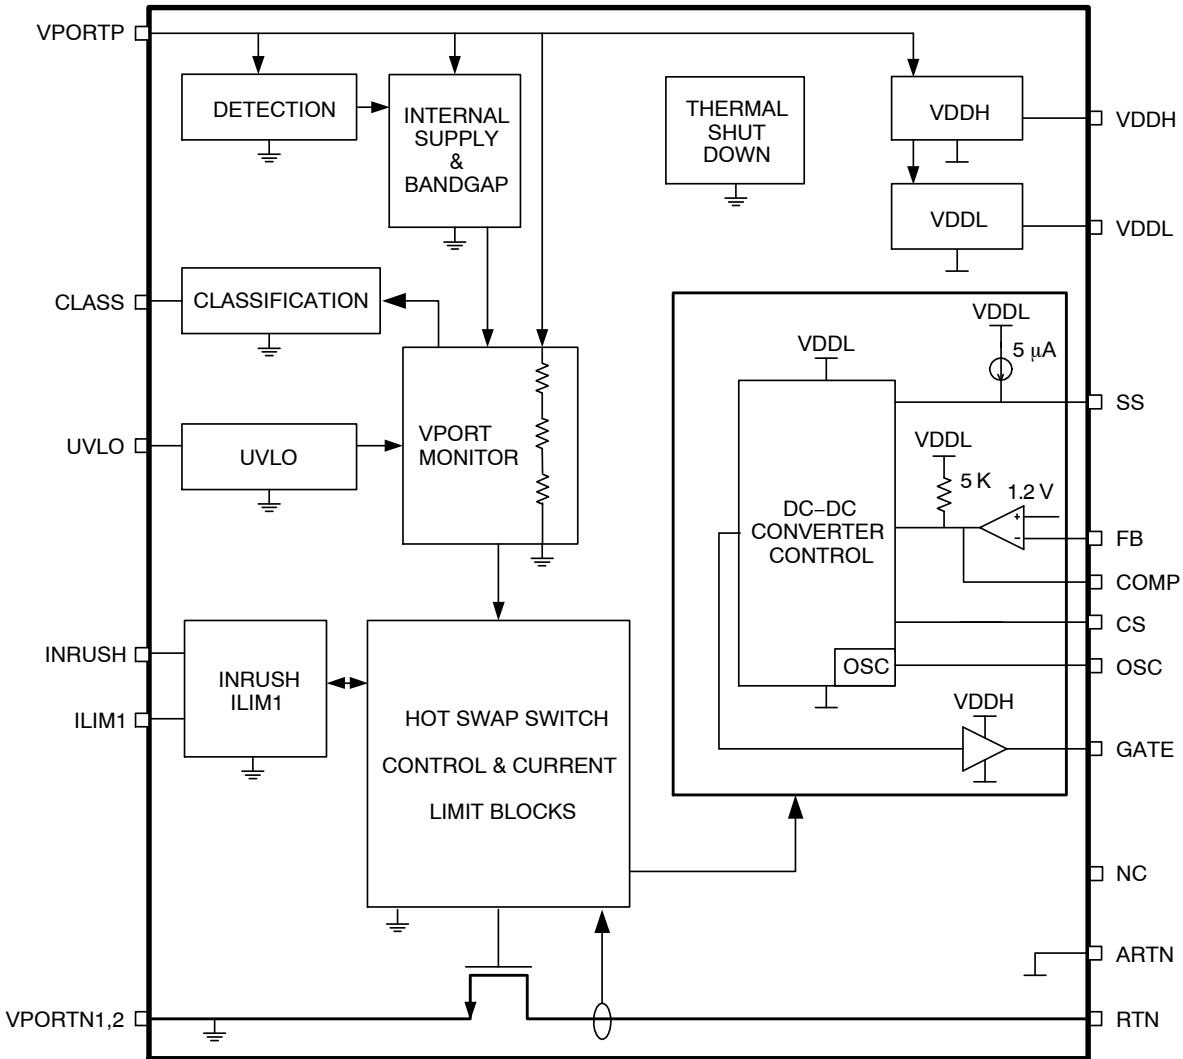 VPORTP
DETECTION
INTERNAL
SUPPLY
&
BANDGAP
THERMAL
SHUT
DOWN
VDDH
VDDH
VDDL
VDDL
CLASS
CLASSIFICATION
VDDL
5 µA
VDDL
SS
UVLO
UVLO
VPORT
MONITOR
VDDL
5 K
1.2 V
+
−
DC−DC
CONVERTER
CONTROL
FB
COMP
CS
OSC
OSC
INRUSH
ILIM1
INRUSH
ILIM1
HOT SWAP SWITCH
CONTROL & CURRENT
LIMIT BLOCKS
VDDH
GATE
NC
ARTN
VPORTN1,2
RTN